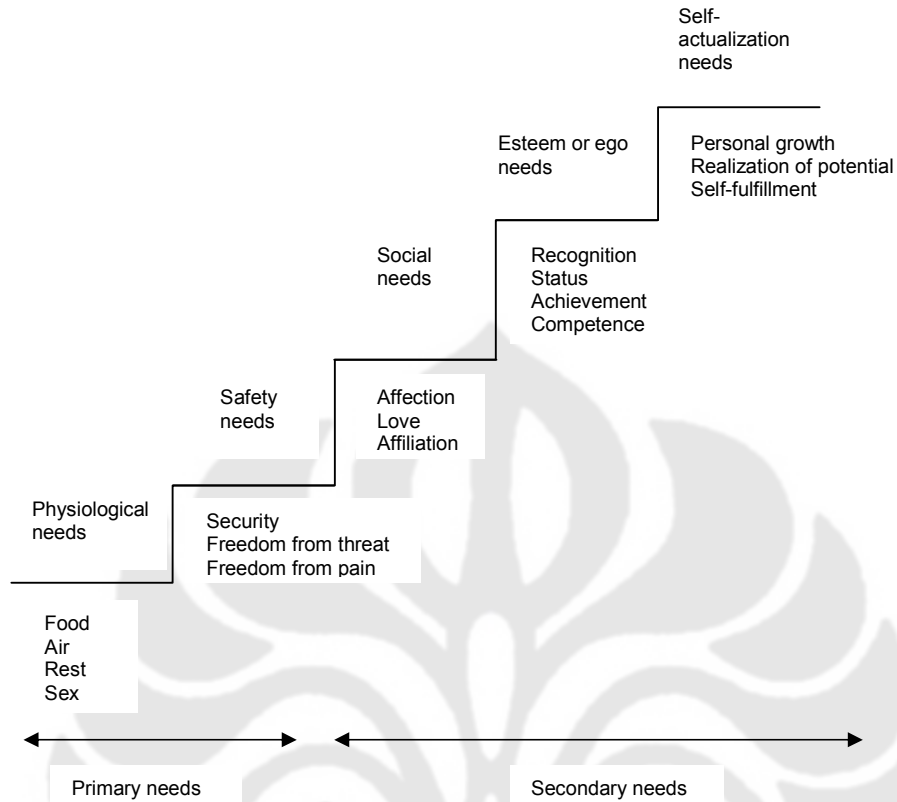 Self-
actualization
needs
Esteem or ego
needs
Personal growth
Realization of potential
Self-fulfillment
Social
needs
Recognition
Status
Achievement
Competence
Safety
needs
Affection
Love
Affiliation
Physiological
needs
Security
Freedom from threat
Freedom from pain
Food
Air
Rest
Sex
Primary needs
Secondary needs